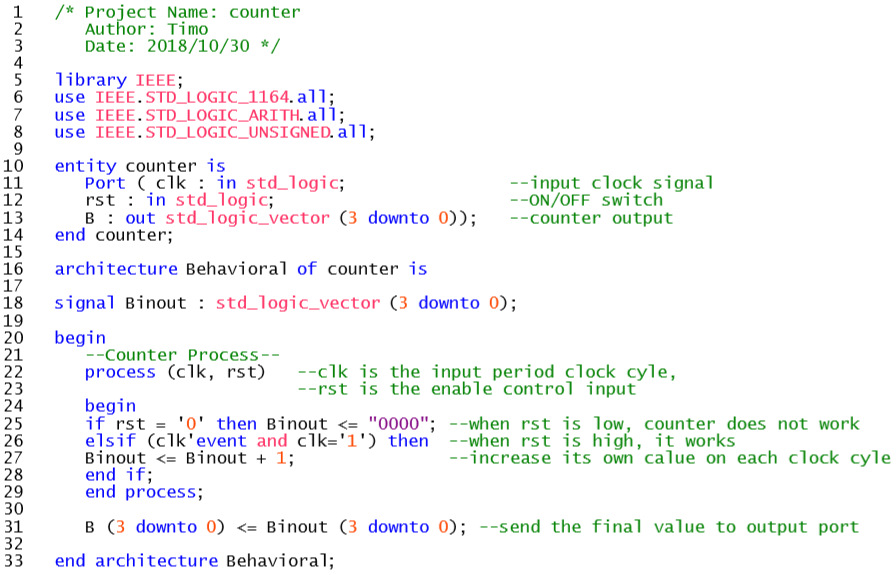 1 /* Project Name: counter
2 Author: Timo
3 Date: 2018/10/30 */
4
5 library IEEE;
6 use IEEE.STD_LOGIC_1164.all;
7 use IEEE.STD_LOGIC_ARITH.all;
8 use IEEE.STD_LOGIC_UNSIGNED.all;
9
10 entity counter is
11 Port ( clk : in std_logic; --input clock signal
12 rst : in std_logic; --ON/OFF switch
13 B : out std_logic_vector (3 downto 0)); --counter output
14 end counter;
15
16 architecture Behavioral of counter is
17
18 signal Binout : std_logic_vector (3 downto 0);
19
20 begin
21 --Counter Process--
22 process (clk, rst) --clk is the input period clock cyle,
23 --rst is the enable control input
24 begin
25 if rst = '0' then Binout <= "0000"; --when rst is low, counter does not work
26 elsif (clk'event and clk='1') then --when rst is high, it works
27 Binout <= Binout + 1; --increase its own calue on each clock cyle
28 end if;
29 end process;
30
31 B (3 downto 0) <= Binout (3 downto 0); --send the final value to output port
32
33 end architecture Behavioral;